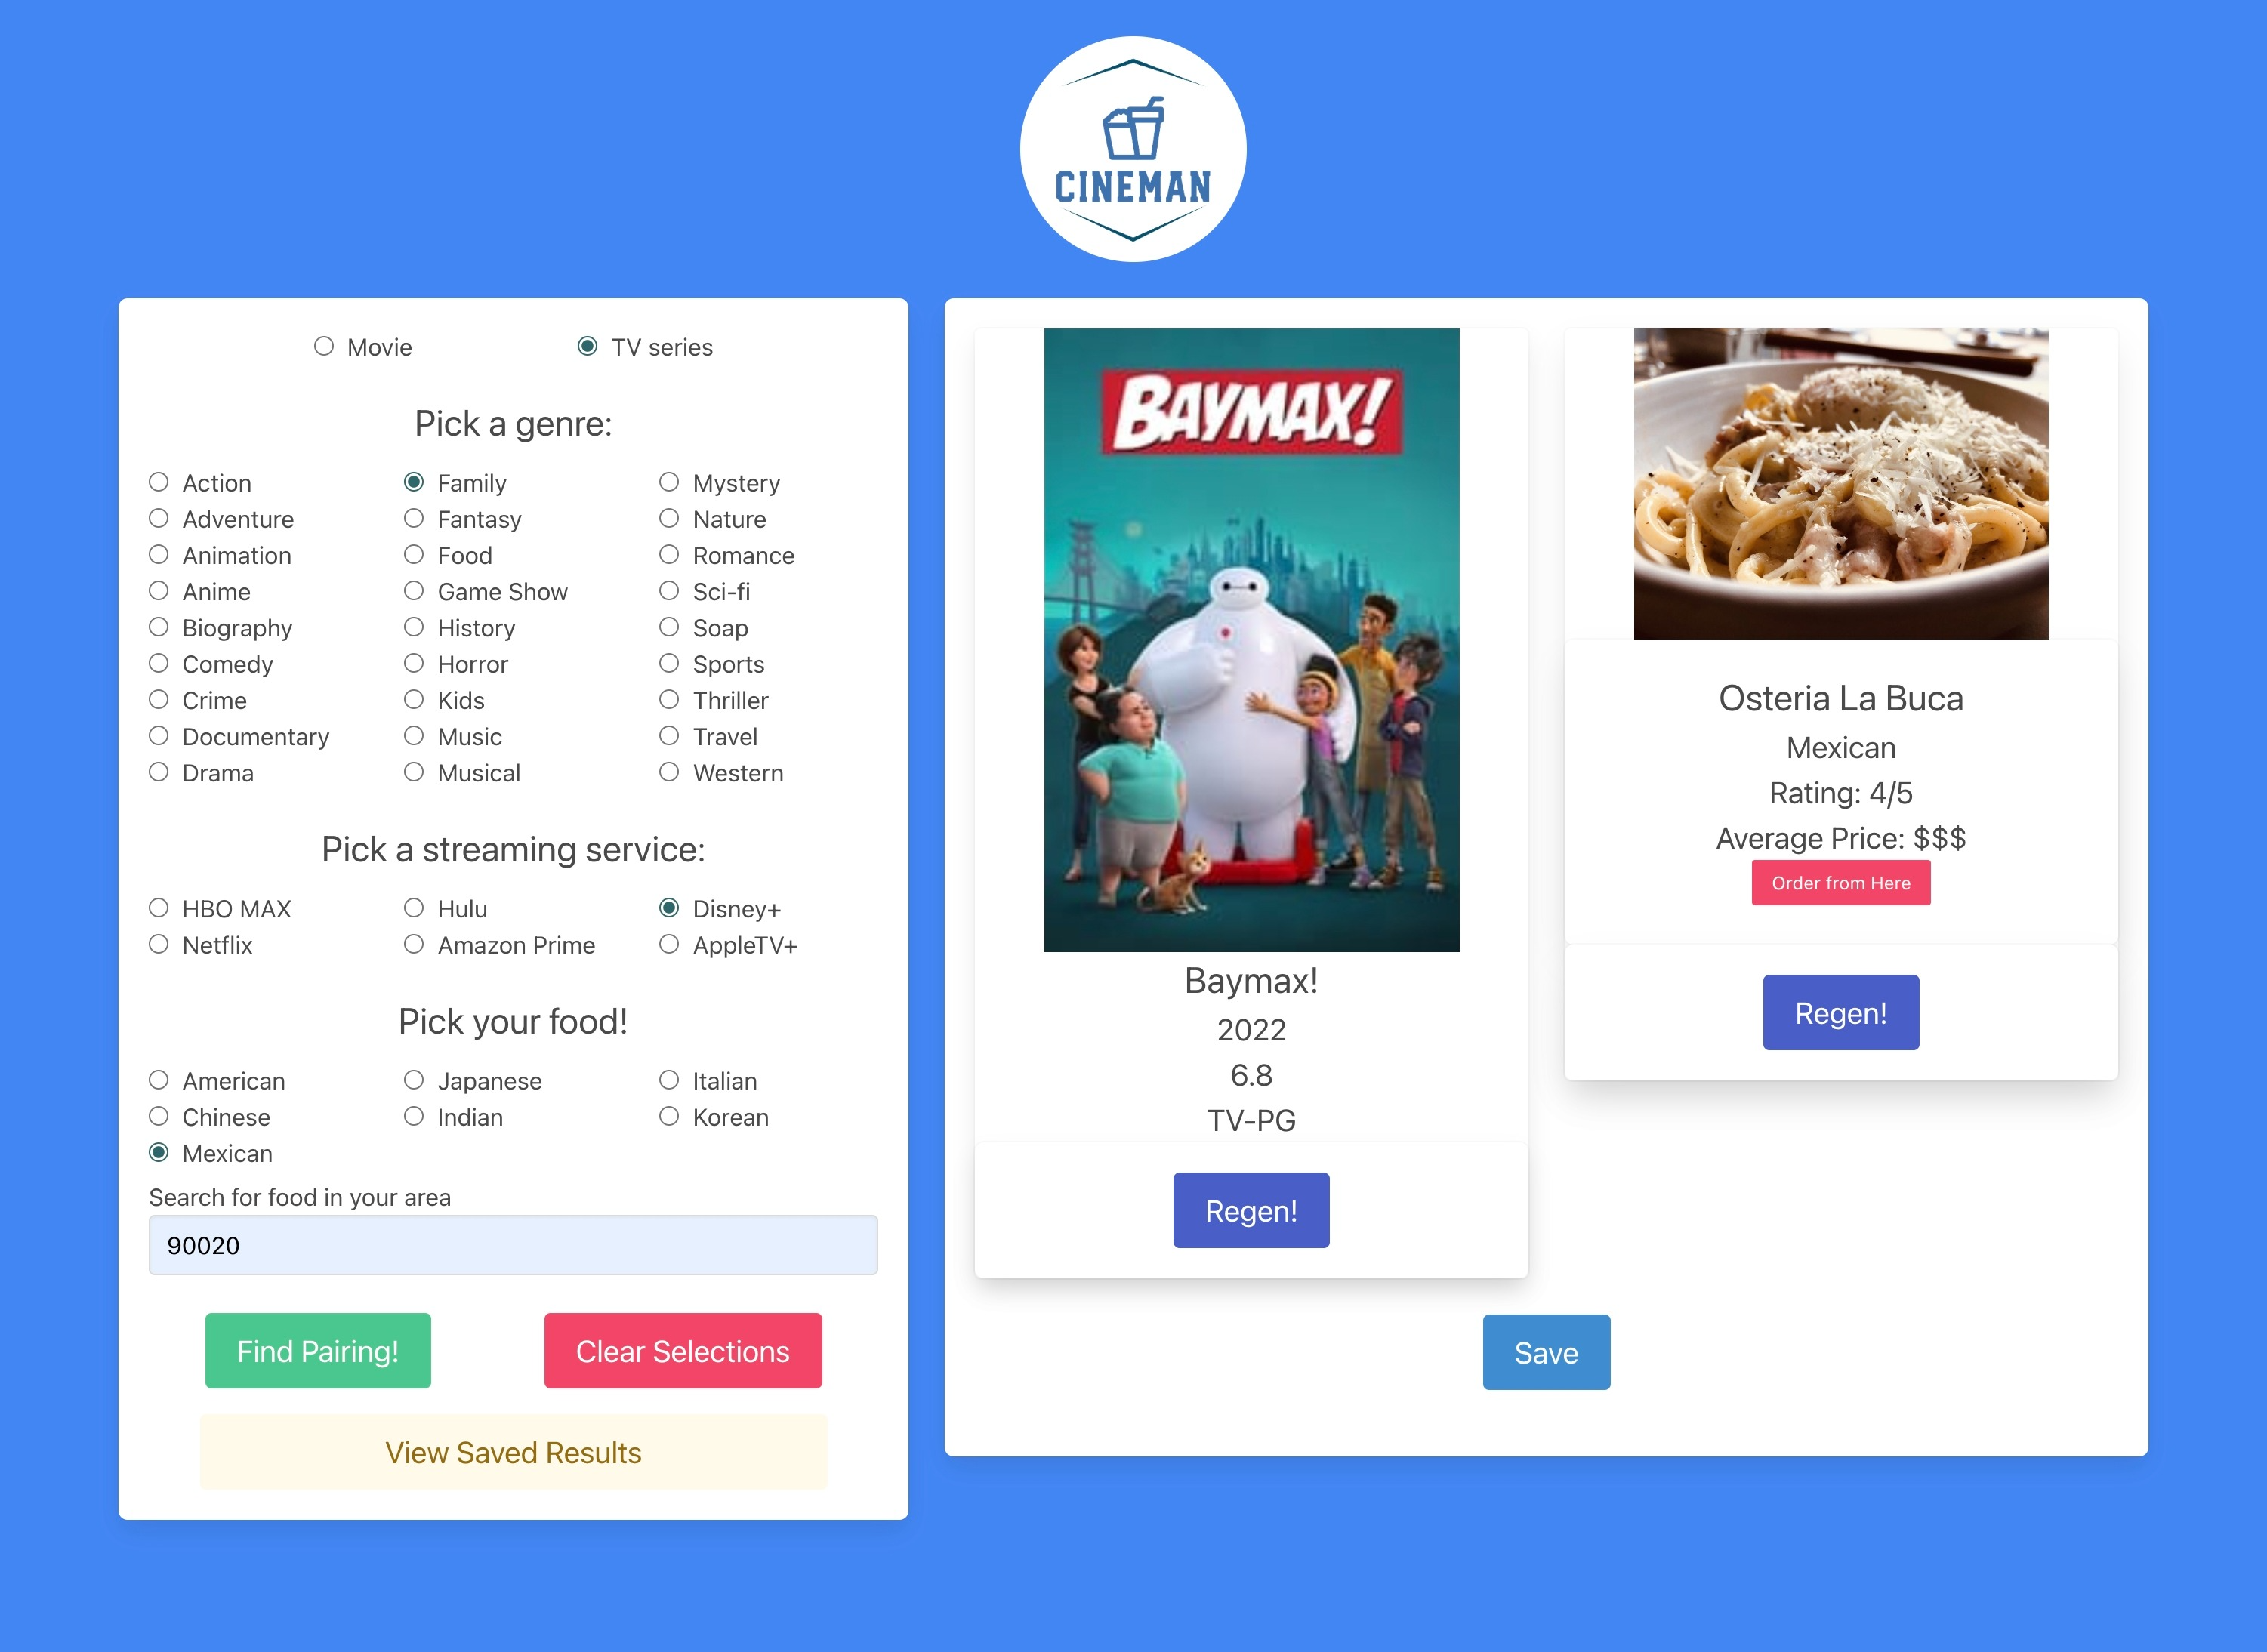 CINEMAN
Movie TV series
Pick a genre:
Action Family Mystery
Adventure Fantasy Nature
Animation Food Romance
Anime Game Show Sci-fi
Biography History Soap
Comedy Horror Sports
Crime Kids Thriller
Documentary Music Travel
Drama Musical Western
Pick a streaming service:
HBO MAX Hulu Disney+
Netflix Amazon Prime AppleTV+
Pick your food!
American Japanese Italian
Chinese Indian Korean
Mexican
Search for food in your area
90020
Find Pairing! Clear Selections
View Saved Results
BAYMAX!
Baymax!
2022
6.8
TV-PG
Regen!
Osteria La Buca
Mexican
Rating: 4/5
Average Price: $$$
Order from Here
Regen!
Save